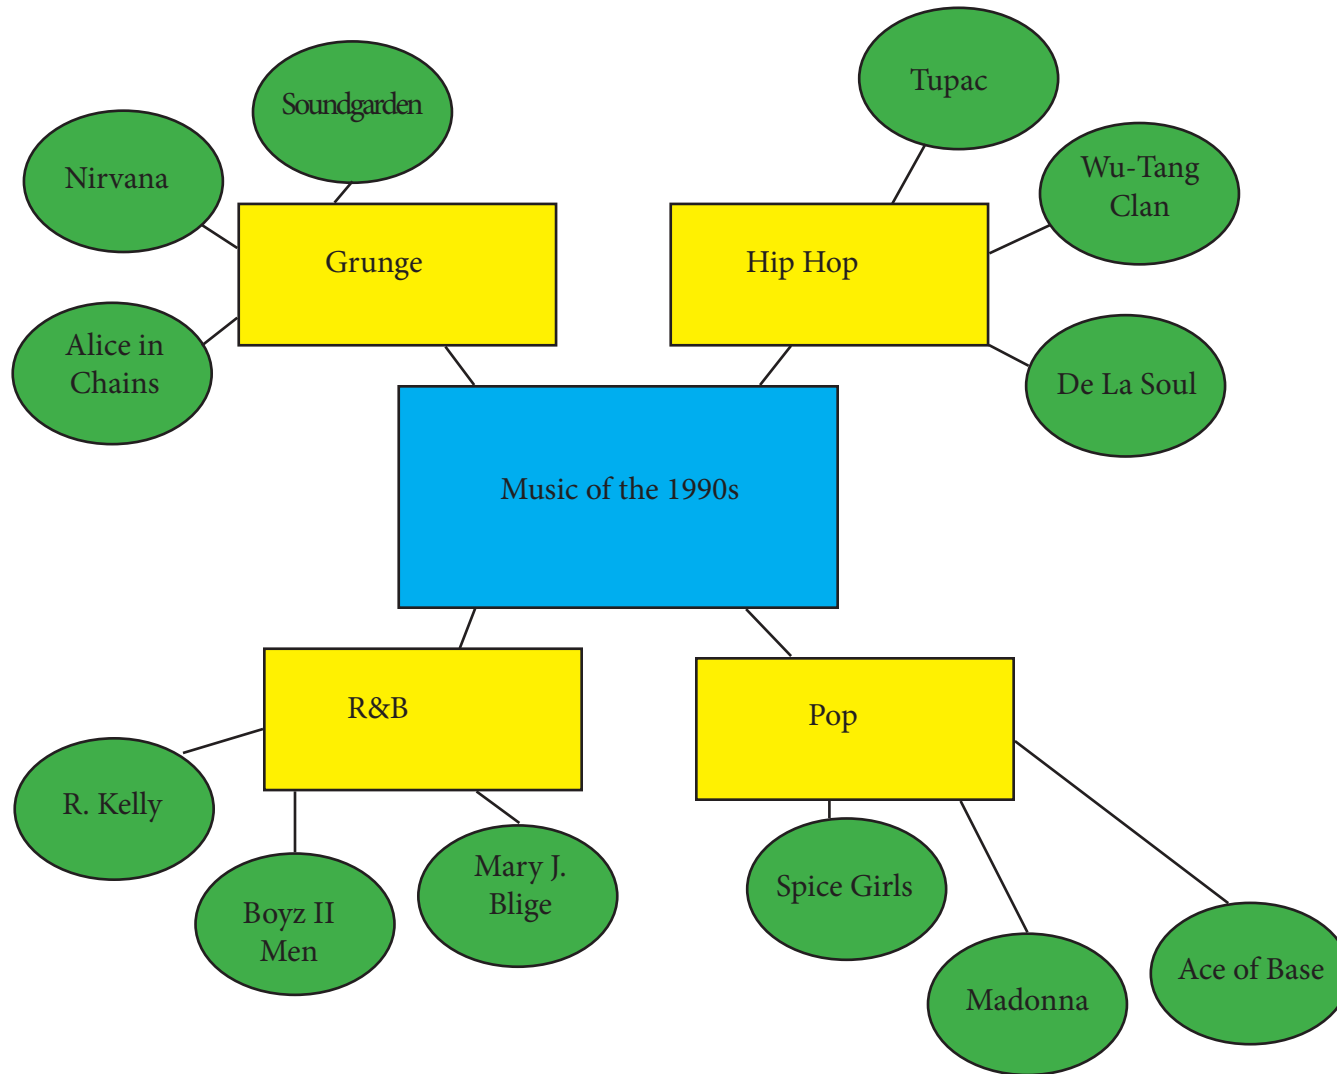 Soundgarden
Nirvana
Grunge
Alice in
Chains
Tupac
Wu-Tang
Clan
Hip Hop
De La Soul
Music of the 1990s
R&B
R. Kelly
Boyz II
Men
Mary J.
Blige
Pop
Spice Girls
Madonna
Ace of Base